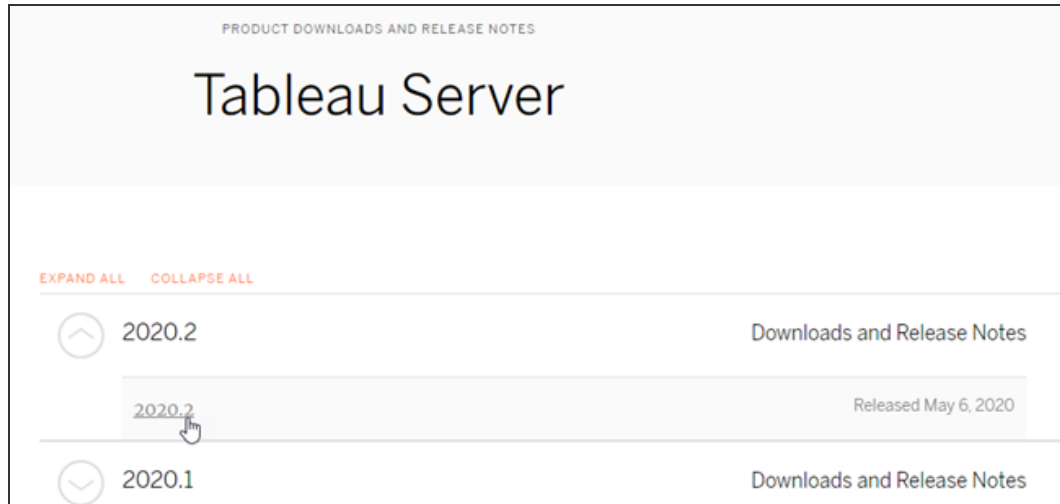 PRODUCT DOWNLOADS AND RELEASE NOTES
Tableau Server
EXPAND ALL COLLAPSE ALL
2020.2 Downloads and Release Notes
2020.2 Released May 6, 2020
2020.1 Downloads and Release Notes